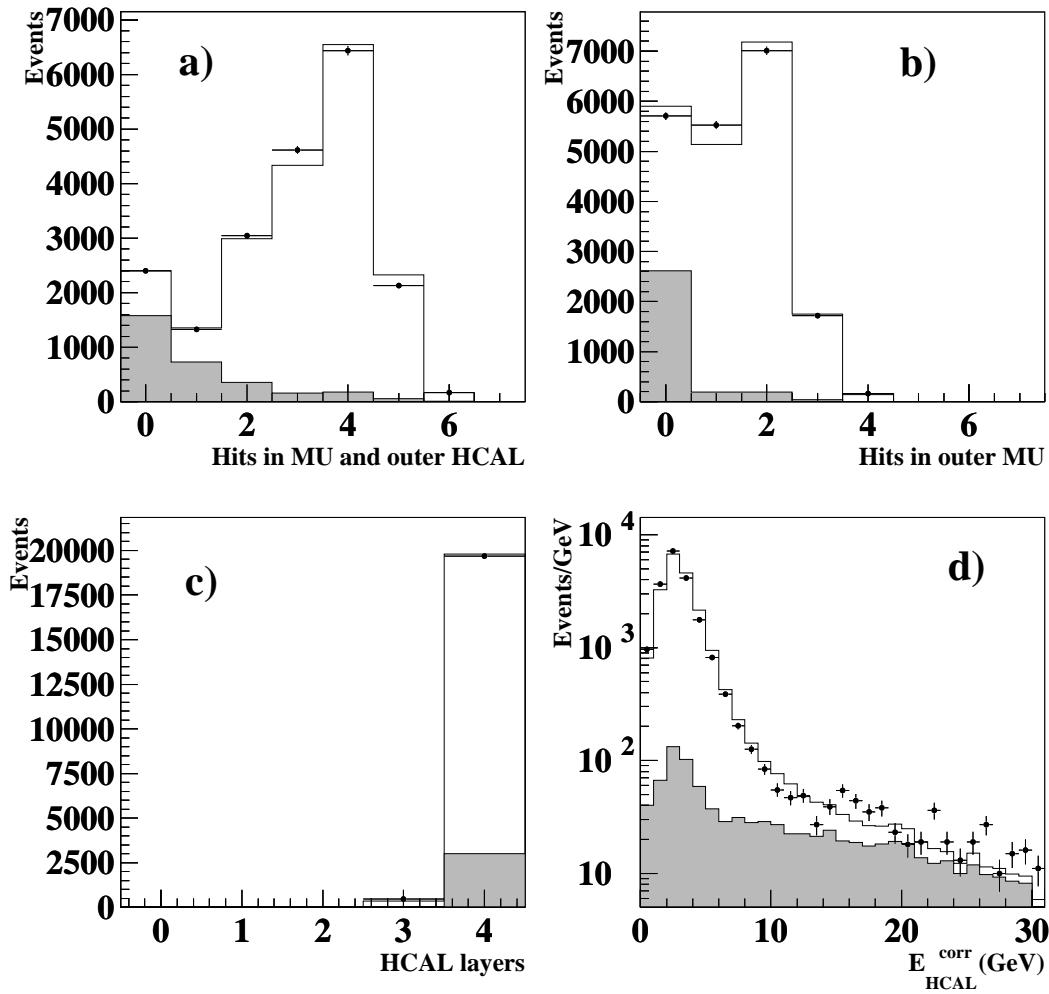 Events
a)
7000
6000
5000
4000
3000
2000
1000
0
0 2 4 6
Hits in MU and outer HCAL
Events
b)
7000
6000
5000
4000
3000
2000
1000
0
0 2 4 6
Hits in outer MU
Events
c)
20000
17500
15000
12500
10000
7500
5000
2500
0
0 1 2 3 4
HCAL layers
Events/GeV
d)
10 4
10 3
10 2
10
0 10 20 30
E HCAL corr (GeV)